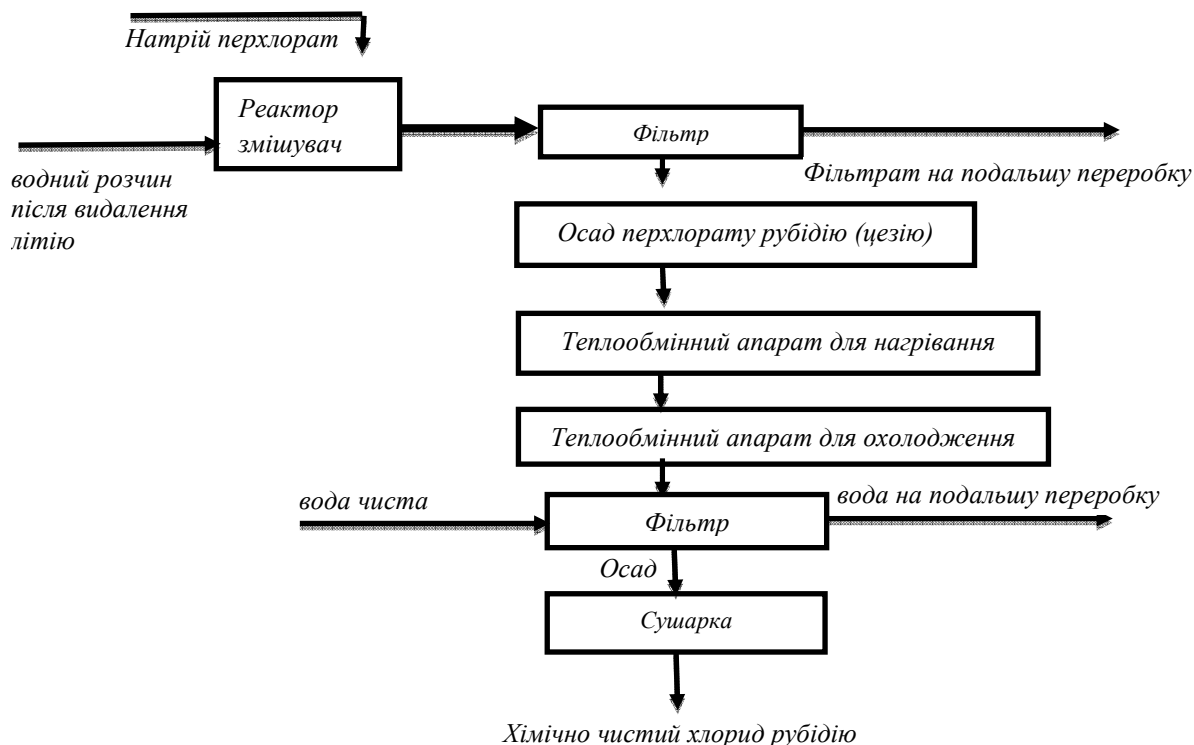 Натрій перхлорат
Реактор
змішувач
Фільтр
водний розчин
після видалення
літію
Фільтрат на подальшу переробку
Осад перхлорату рубідію (цезію)
Теплообмінний апарат для нагрівання
Теплообмінний апарат для охолодження
вода чиста
вода на подальшу переробку
Фільтр
Осад
Сушарка
Хімічно чистий хлорид рубідію